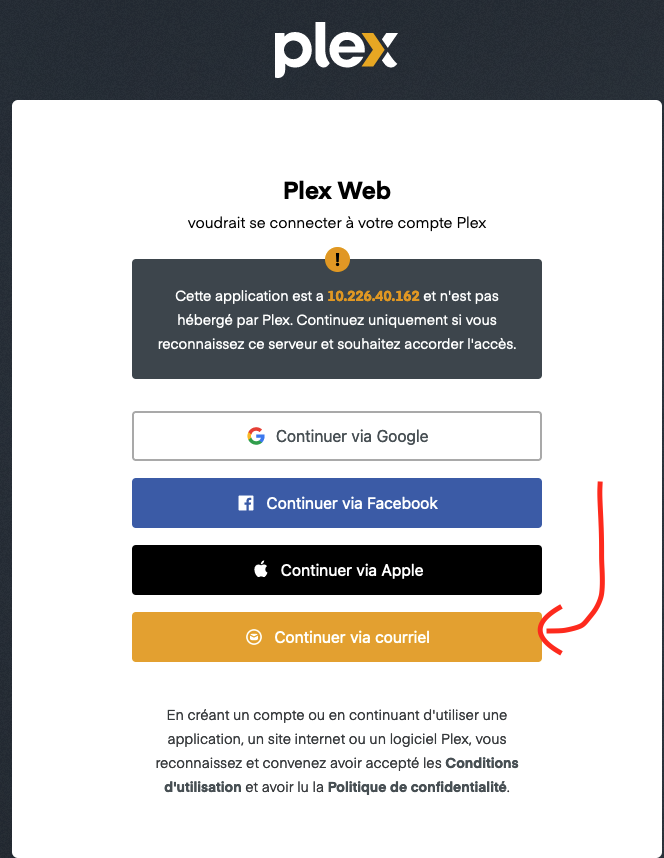 plex
Plex Web
voudrait se connecter à votre compte Plex
!
Cette application est a 10.226.40.162 et n'est pas
hébergé par Plex. Continuez uniquement si vous
reconnaissez ce serveur et souhaitez accorder l'accès.
Continuer via Google
Continuer via Facebook
Continuer via Apple
Continuer via courriel
En créant un compte ou en continuant d'utiliser une
application, un site internet ou un logiciel Plex, vous
reconnaissez et convenez avoir accepté les Conditions
d'utilisation et avoir lu la Politique de confidentialité.